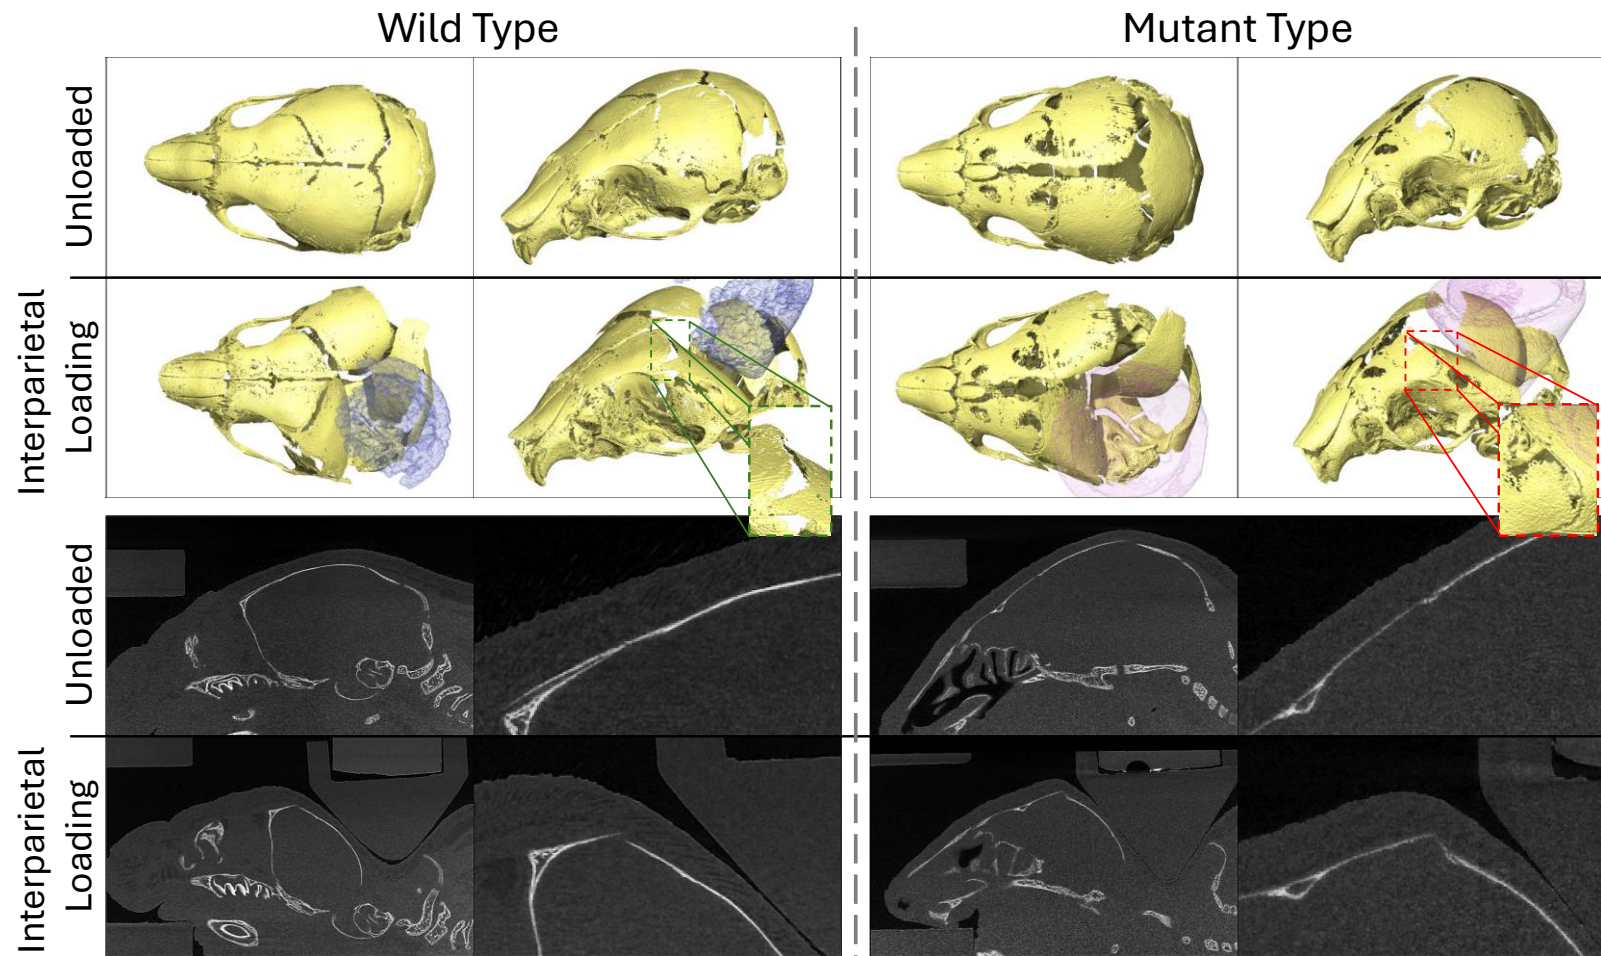 Wild Type
Mutant Type
Unloaded
Interparietal
Loading
Unloaded
Interparietal
Loading